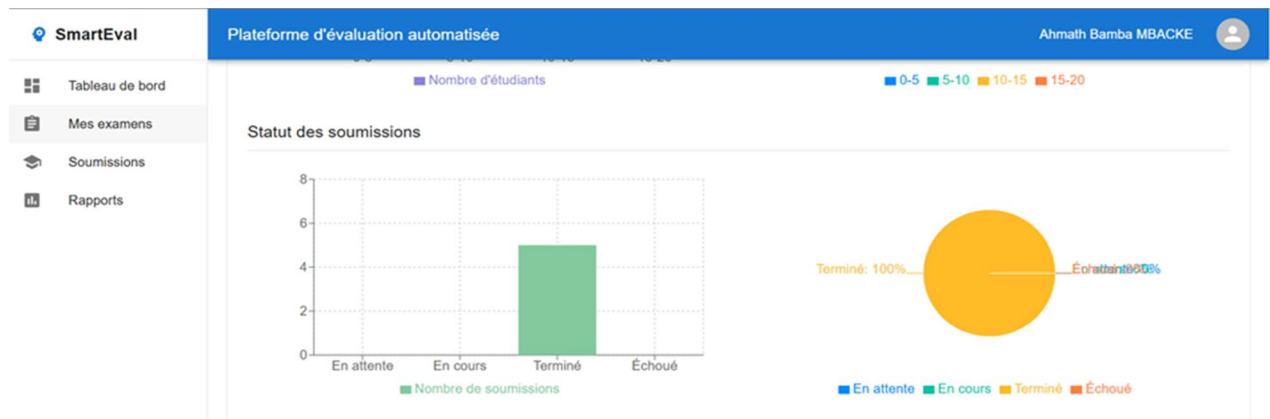 SmartEval
Plateforme d'évaluation automatisée
Ahmath Bamba MBACKE
Tableau de bord
Mes examens
Soumissions
Rapports
Nombre d'étudiants
0-5 5-10 10-15 15-20
Statut des soumissions
8
6
4
2
0
En attente En cours Terminé Échoué
Nombre de soumissions
Terminé: 100%
En attente En cours Terminé Échoué